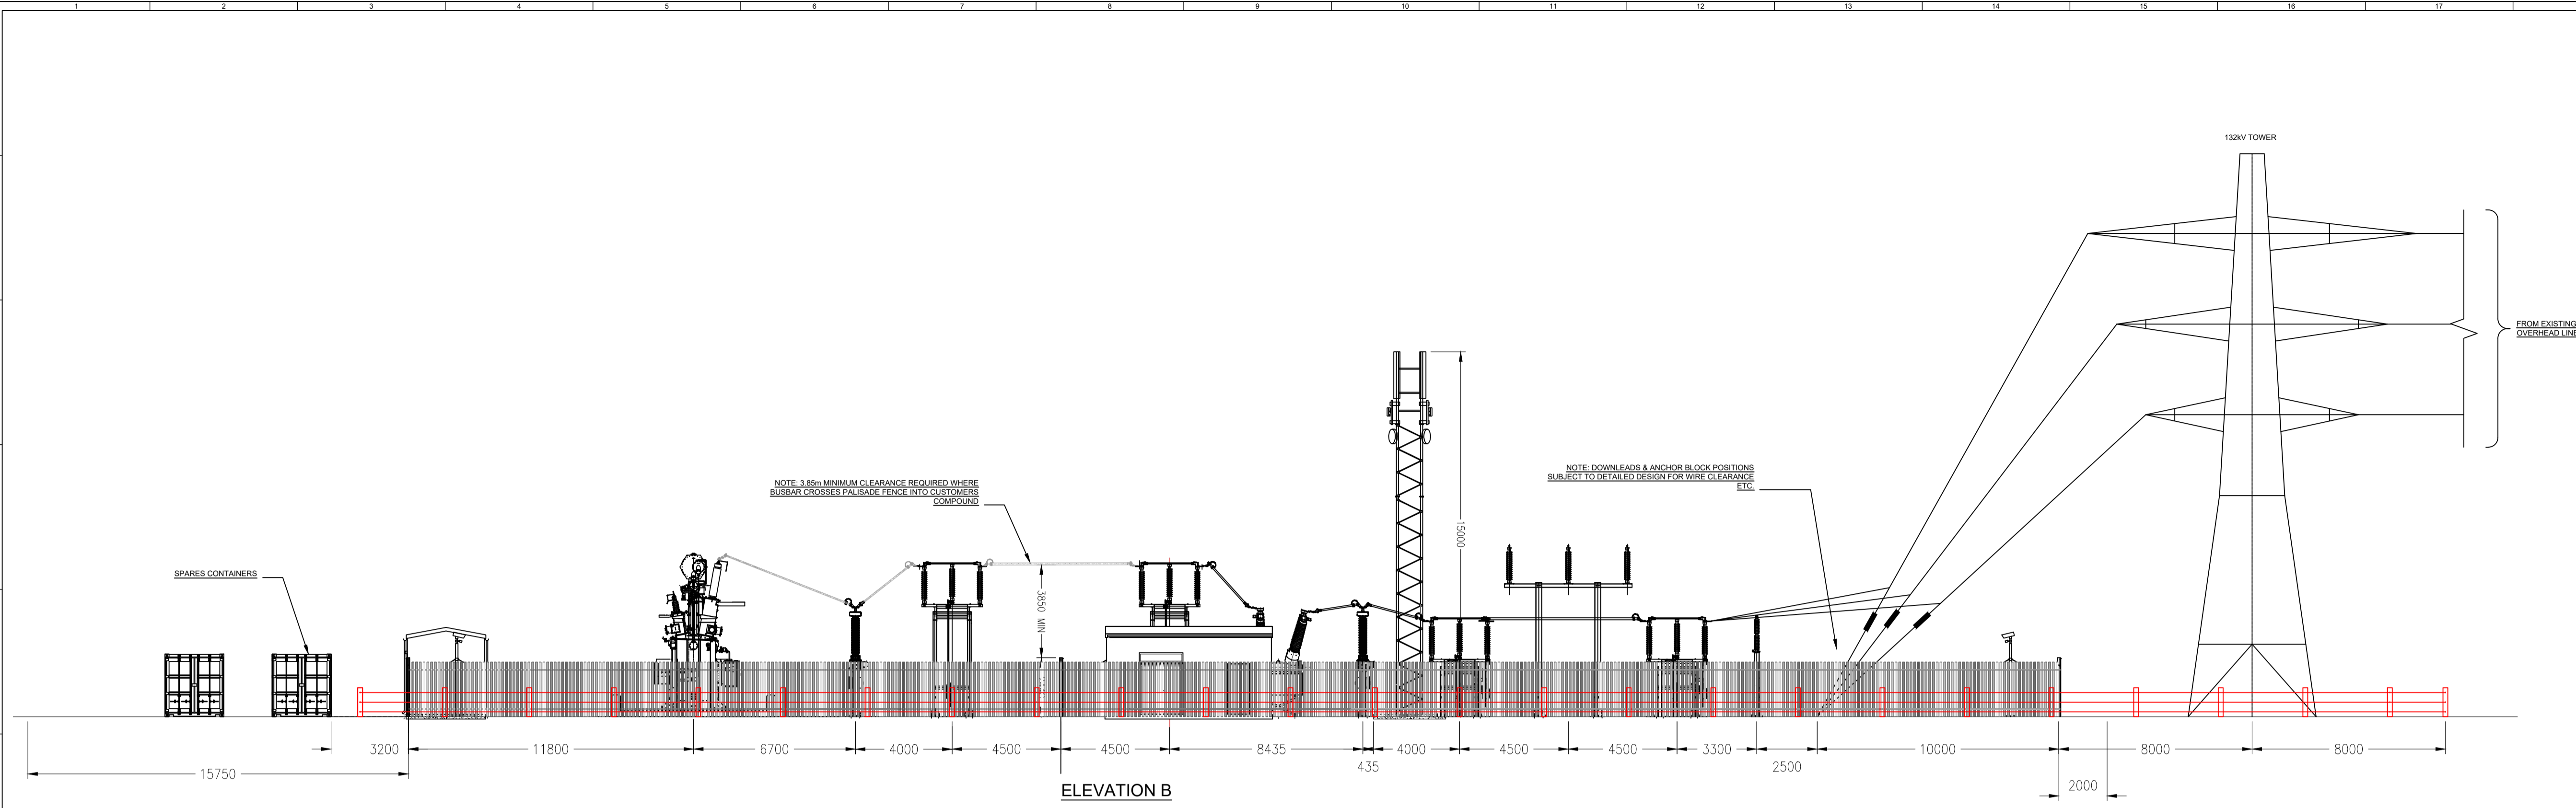 1 2 3 4 5 6 7 8 9 10 11 12 13 14 15 16 17
132kV TOWER
FROM EXISTING
OVERHEAD LINE
NOTE: DOWNLEADS & ANCHOR BLOCK POSITIONS
SUBJECT TO DETAILED DESIGN FOR WIRE CLEARANCE
ETC.
NOTE: 3.85m MINIMUM CLEARANCE REQUIRED WHERE
BUSBAR CROSSES PALISADE FENCE INTO CUSTOMERS
COMPOUND
15000
SPARES CONTAINERS
3850 MIN
3200 11800 6700 4000 4500 4500 8435 4000 4500 4500 3300 10000 8000 8000
435 2500
15750
2000
ELEVATION B